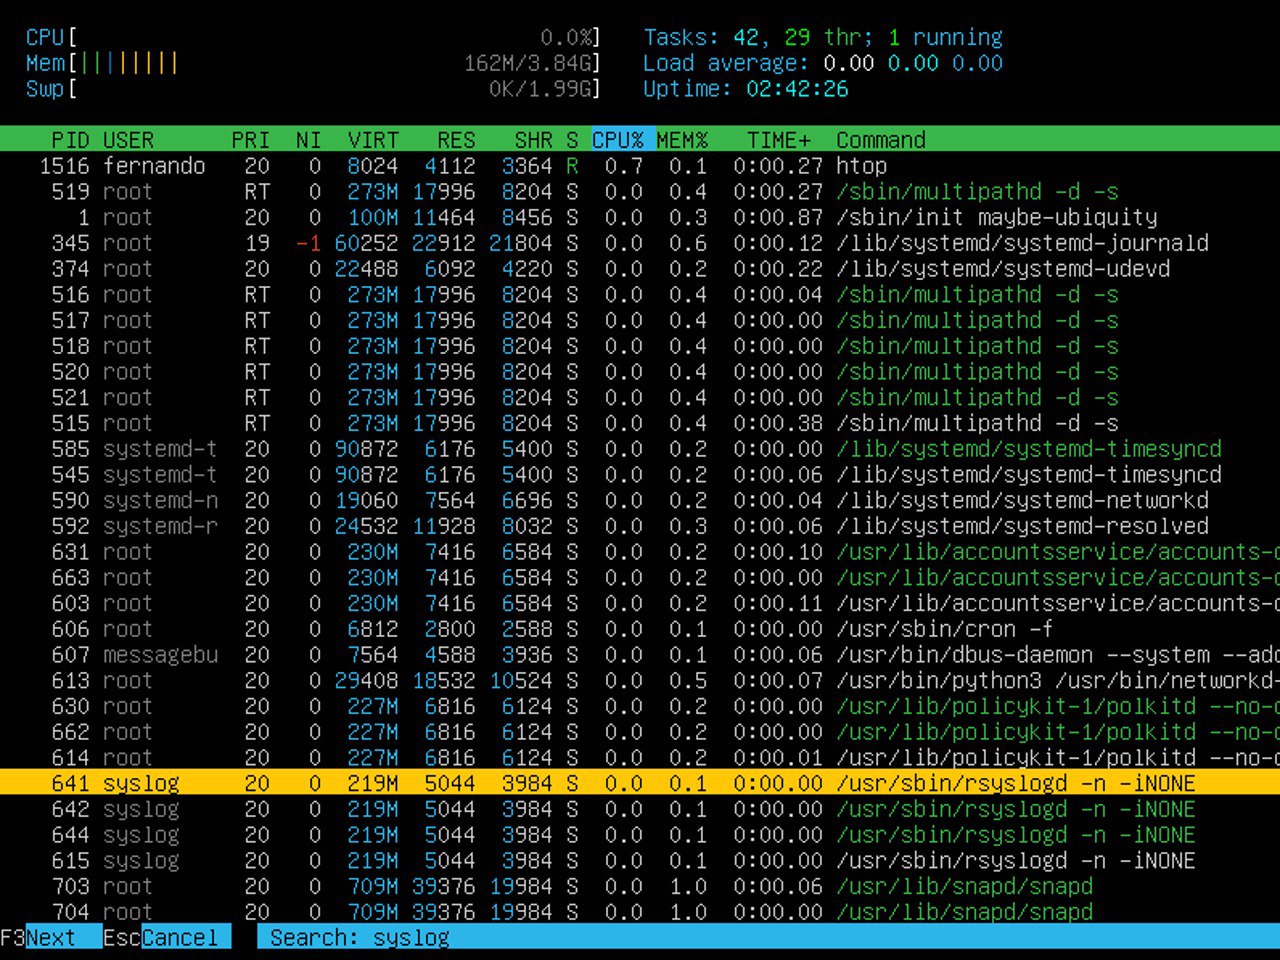 CPU[ 0.0%] Tasks: 42, 29 thr; 1 running
Mem[||||||||| 162M/3.84G] Load average: 0.00 0.00 0.00
Swp[ 0K/1.99G] Uptime: 02:42:26
PID USER PRI NI VIRT RES SHR S CPU% MEM% TIME+ Command
1516 fernando 20 0 8024 4112 3364 R 0.7 0.1 0:00.27 htop
519 root RT 0 273M 17996 8204 S 0.0 0.4 0:00.27 /sbin/multipathd -d -s
1 root 20 0 100M 11464 8456 S 0.0 0.3 0:00.87 /sbin/init maybe-ubiquity
345 root 19 -1 60252 22912 21804 S 0.0 0.6 0:00.12 /lib/systemd/systemd-journald
374 root 20 0 22488 6092 4220 S 0.0 0.2 0:00.22 /lib/systemd/systemd-udevd
516 root RT 0 273M 17996 8204 S 0.0 0.4 0:00.04 /sbin/multipathd -d -s
517 root RT 0 273M 17996 8204 S 0.0 0.4 0:00.00 /sbin/multipathd -d -s
518 root RT 0 273M 17996 8204 S 0.0 0.4 0:00.00 /sbin/multipathd -d -s
520 root RT 0 273M 17996 8204 S 0.0 0.4 0:00.00 /sbin/multipathd -d -s
521 root RT 0 273M 17996 8204 S 0.0 0.4 0:00.00 /sbin/multipathd -d -s
515 root RT 0 273M 17996 8204 S 0.0 0.4 0:00.38 /sbin/multipathd -d -s
585 systemd-t 20 0 90872 6176 5400 S 0.0 0.2 0:00.00 /lib/systemd/systemd-timesyncd
545 systemd-t 20 0 90872 6176 5400 S 0.0 0.2 0:00.06 /lib/systemd/systemd-timesyncd
590 systemd-n 20 0 19060 7564 6696 S 0.0 0.2 0:00.04 /lib/systemd/systemd-networkd
592 systemd-r 20 0 24532 11928 8032 S 0.0 0.3 0:00.06 /lib/systemd/systemd-resolved
631 root 20 0 230M 7416 6584 S 0.0 0.2 0:00.10 /usr/lib/accountsservice/accounts-d
663 root 20 0 230M 7416 6584 S 0.0 0.2 0:00.00 /usr/lib/accountsservice/accounts-d
603 root 20 0 230M 7416 6584 S 0.0 0.2 0:00.11 /usr/lib/accountsservice/accounts-d
606 root 20 0 6812 2800 2588 S 0.0 0.1 0:00.00 /usr/sbin/cron -f
607 messagebu 20 0 7564 4588 3936 S 0.0 0.1 0:00.06 /usr/bin/dbus-daemon --system --add
613 root 20 0 29408 18532 10524 S 0.0 0.5 0:00.07 /usr/bin/python3 /usr/bin/networkd-
630 root 20 0 227M 6816 6124 S 0.0 0.2 0:00.00 /usr/lib/policykit-1/polkitd --no-d
662 root 20 0 227M 6816 6124 S 0.0 0.2 0:00.00 /usr/lib/policykit-1/polkitd --no-d
614 root 20 0 227M 6816 6124 S 0.0 0.2 0:00.01 /usr/lib/policykit-1/polkitd --no-d
641 syslog 20 0 219M 5044 3984 S 0.0 0.1 0:00.00 /usr/sbin/rsyslogd -n -iNONE
642 syslog 20 0 219M 5044 3984 S 0.0 0.1 0:00.00 /usr/sbin/rsyslogd -n -iNONE
644 syslog 20 0 219M 5044 3984 S 0.0 0.1 0:00.00 /usr/sbin/rsyslogd -n -iNONE
615 syslog 20 0 219M 5044 3984 S 0.0 0.1 0:00.00 /usr/sbin/rsyslogd -n -iNONE
703 root 20 0 709M 39376 19984 S 0.0 1.0 0:00.06 /usr/lib/snapd/snapd
704 root 20 0 709M 39376 19984 S 0.0 1.0 0:00.00 /usr/lib/snapd/snapd
F3Next EscCancel Search: syslog